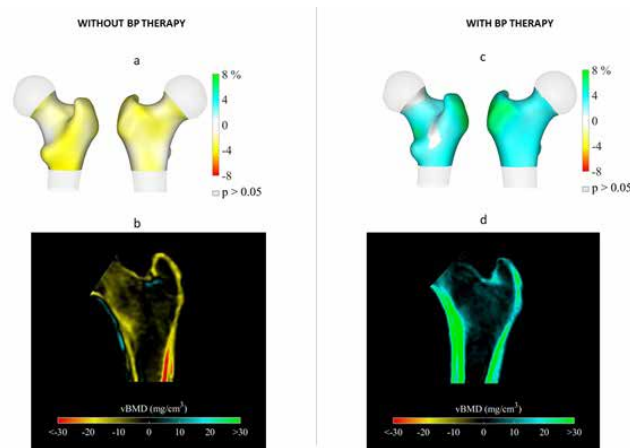 WITHOUT BP THERAPY
a
8 %
4
0
-4
-8
p > 0.05
b
vBMD (mg/cm³)
<-30 -20 -10 0 10 20 >30
WITH BP THERAPY
c
8 %
4
0
-4
-8
p > 0.05
d
vBMD (mg/cm³)
<-30 -20 -10 0 10 20 >30